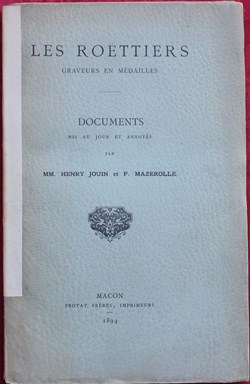 LES ROËTTIERS
GRAVEURS EN MÉDAILLES
DOCUMENTS
MIS AU JOUR ET ANNOTÉS
PAR
MM. HENRY JOUIN et F. MAZEROLLE
MACON
PROTAT FRÈRES, IMPRIMEURS
1894